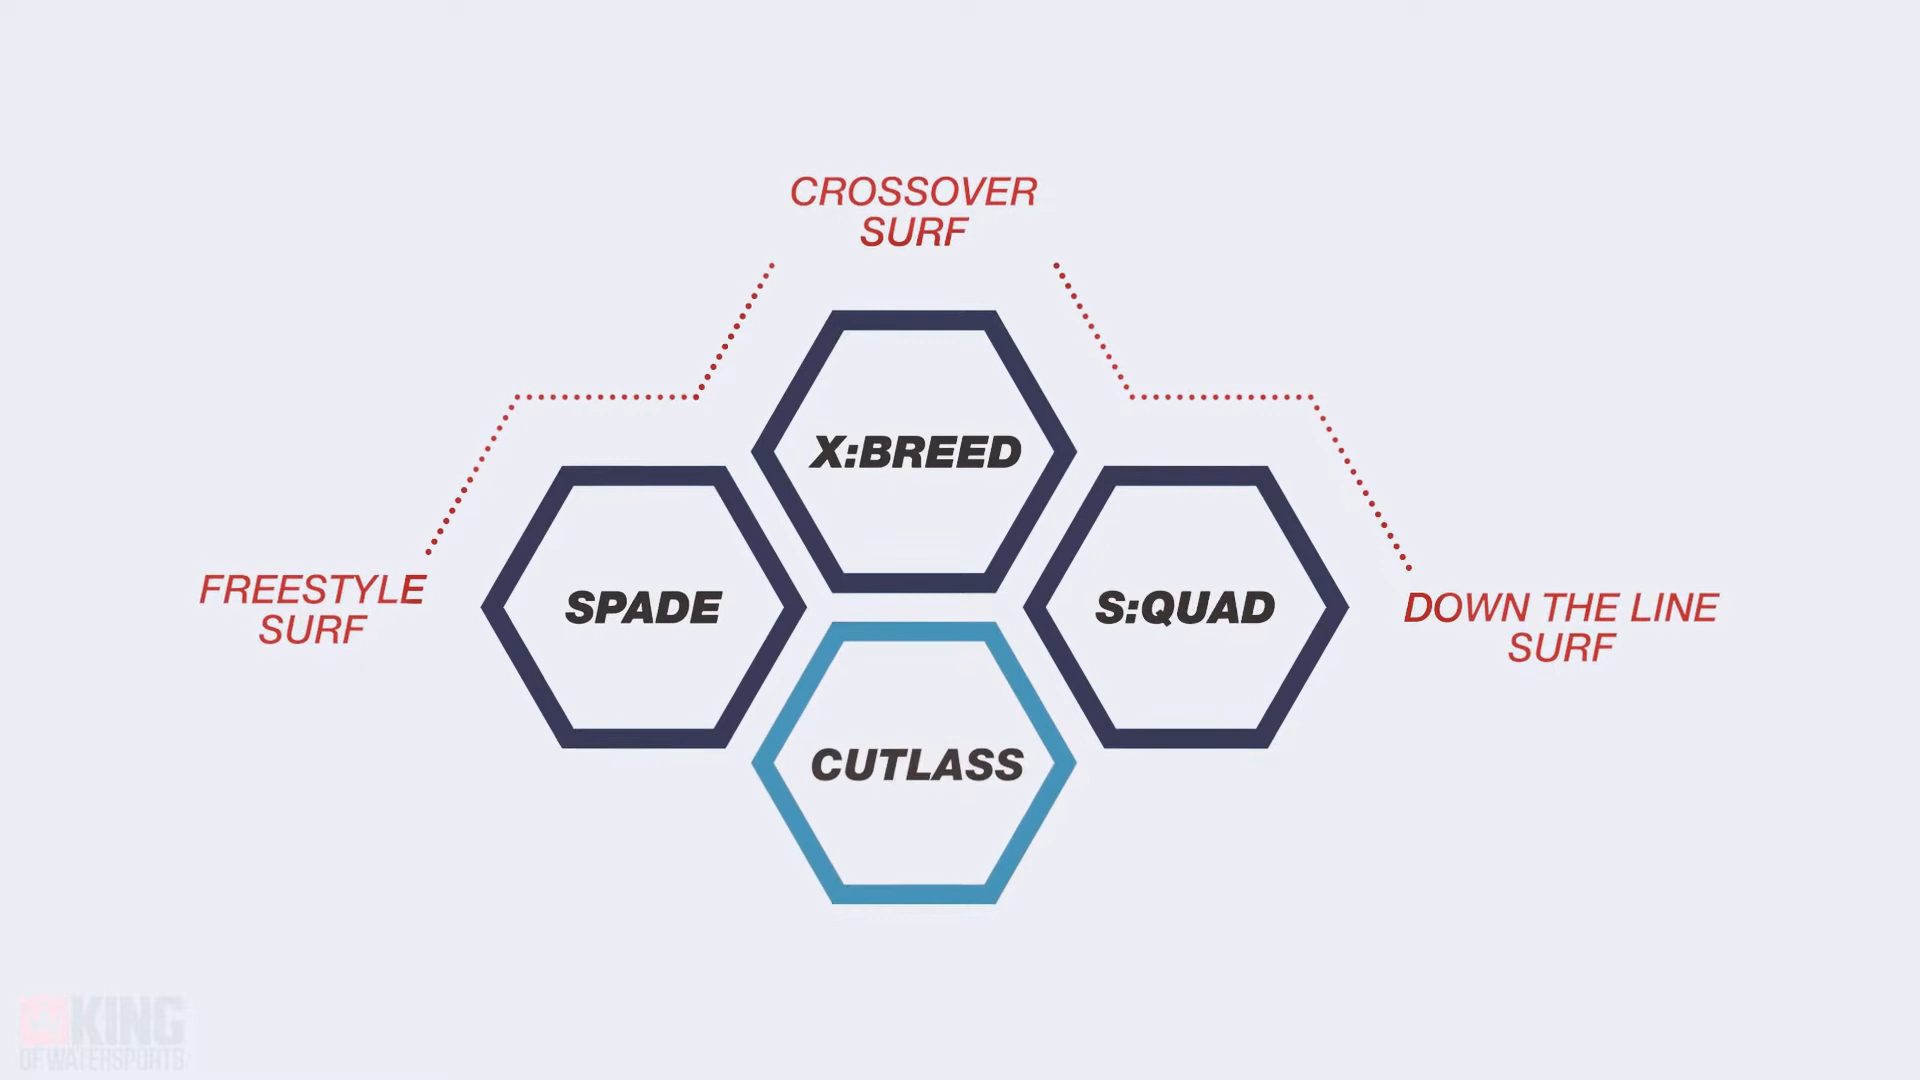 CROSSOVER
SURF
X:BREED
FREESTYLE
SURF
SPADE
S:QUAD
DOWN THE LINE
SURF
CUTLASS
KING
OF WATERSPORTS